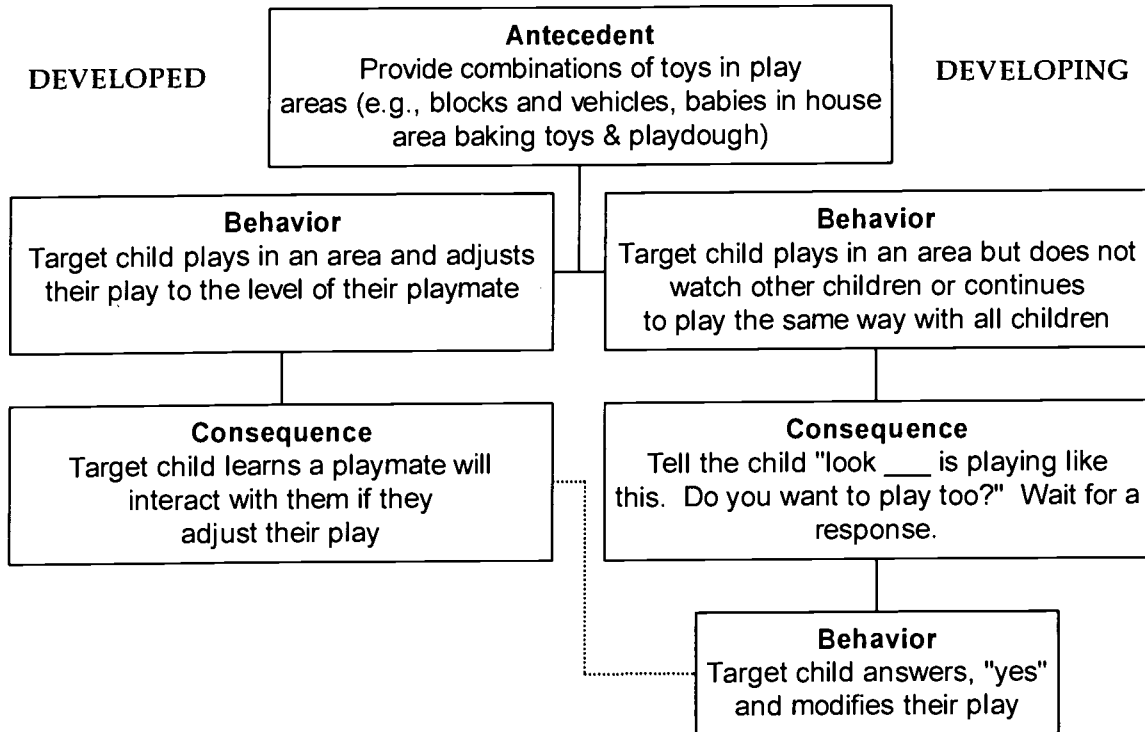 DEVELOPED
DEVELOPING
Antecedent
Provide combinations of toys in play
areas (e.g., blocks and vehicles, babies in house
area baking toys & playdough)
Behavior
Target child plays in an area and adjusts
their play to the level of their playmate
Behavior
Target child plays in an area but does not
watch other children or continues
to play the same way with all children
Consequence
Target child learns a playmate will
interact with them if they
adjust their play
Consequence
Tell the child "look ___ is playing like
this. Do you want to play too?" Wait for a
response.
Behavior
Target child answers, "yes"
and modifies their play